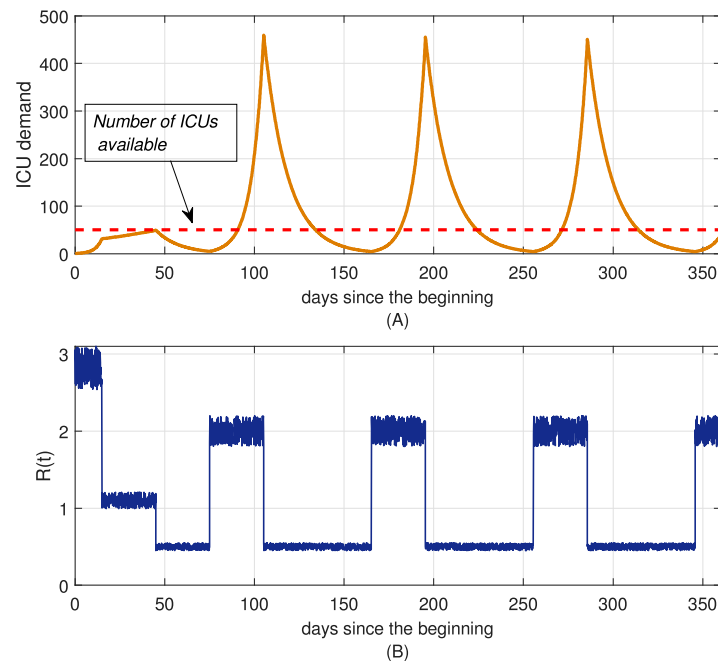 500
400
300
200
100
0
ICU demand
Number of ICUs
available
0 50 100 150 200 250 300 350
days since the beginning
(A)
3
2
1
0
R(t)
0 50 100 150 200 250 300 350
days since the beginning
(B)